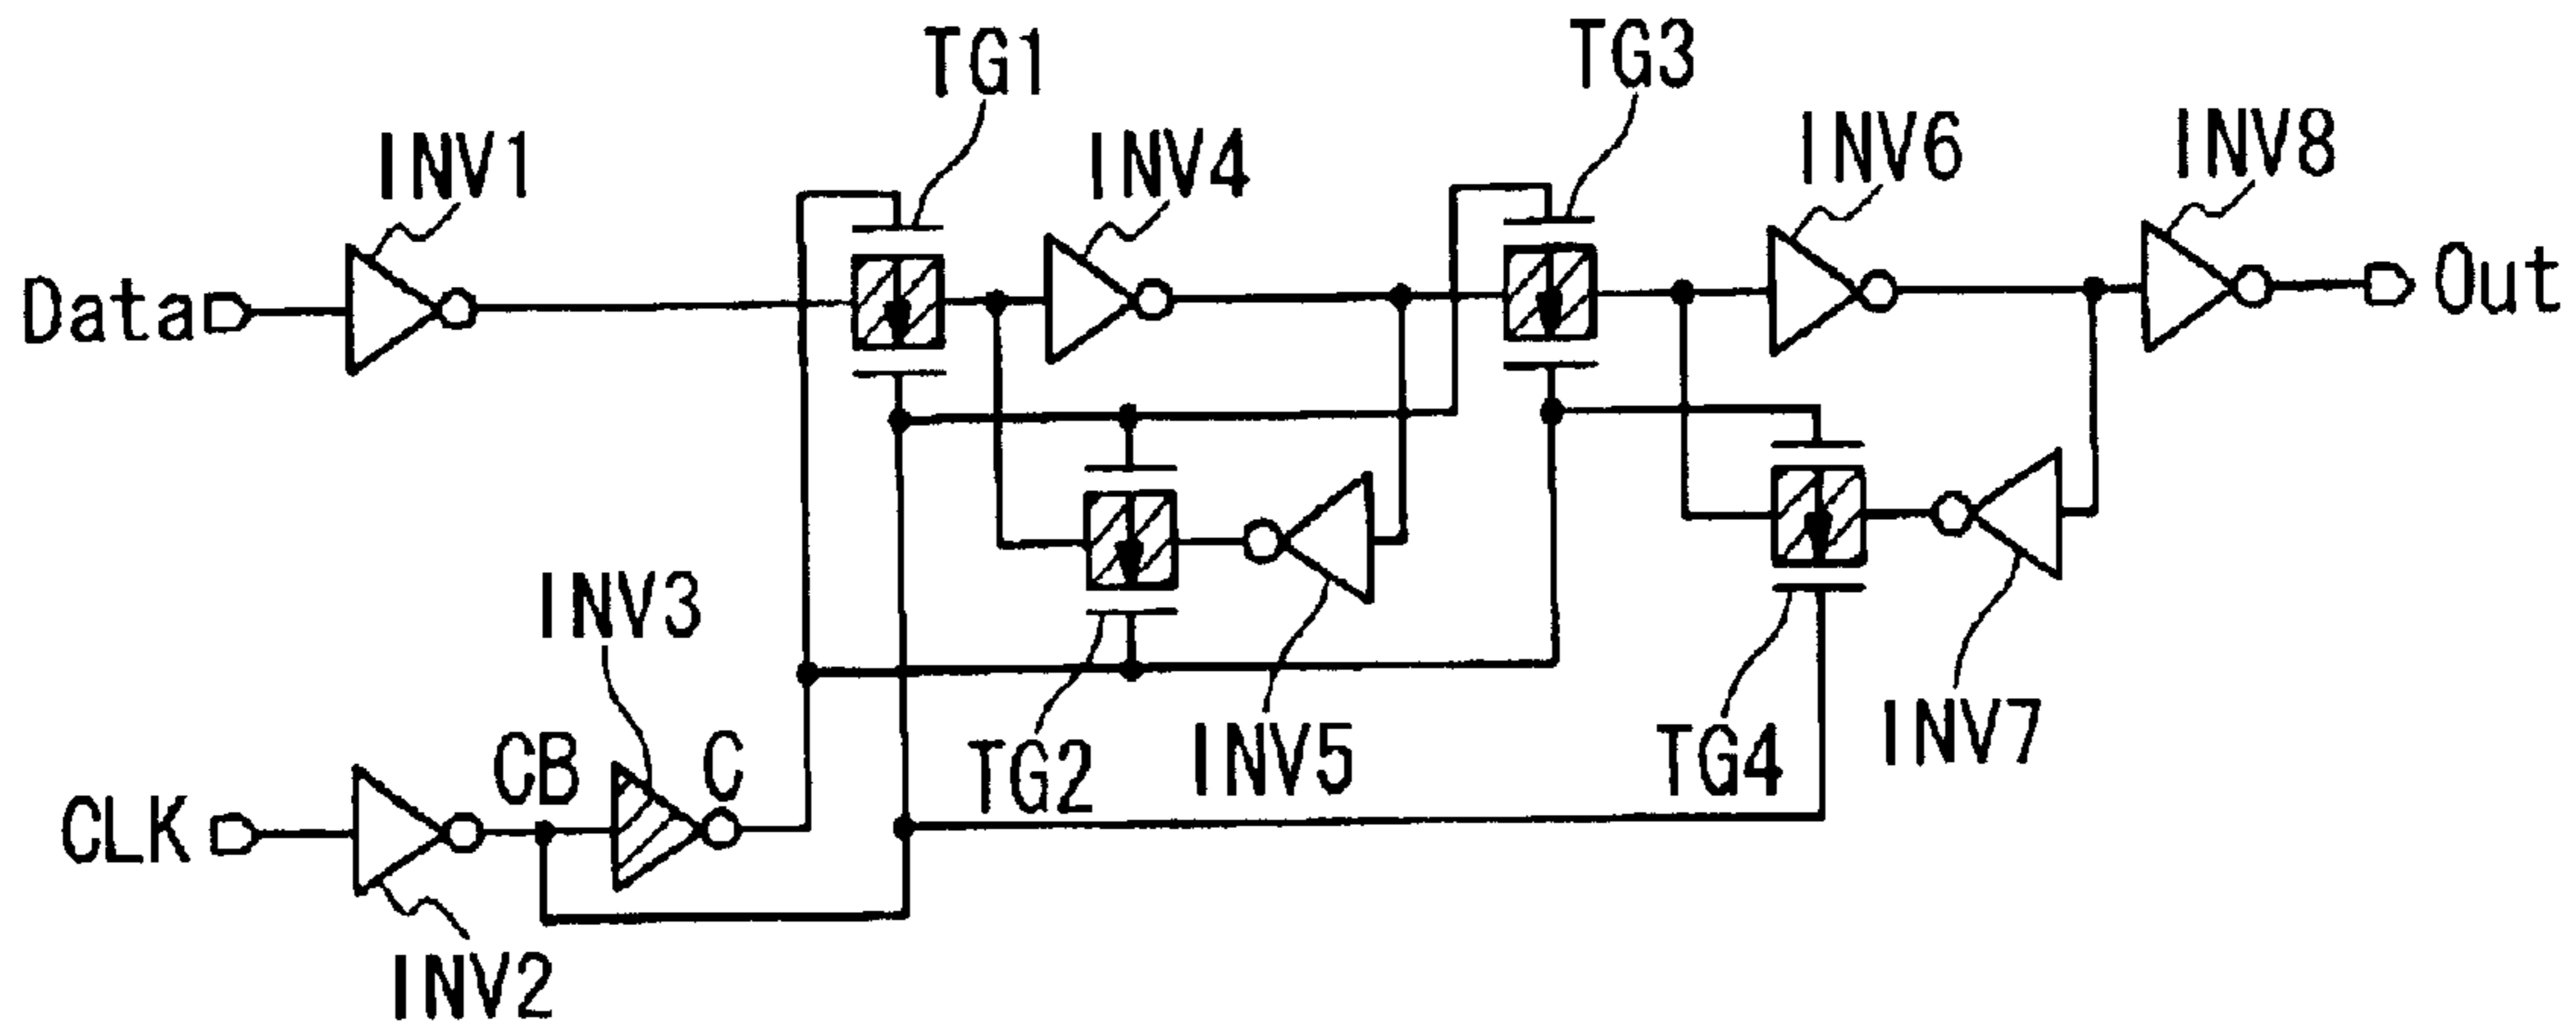 TG1
TG3
INV1
INV4
INV6
INV8
Data
Out
INV3
CB
C
TG2
INV5
TG4
INV7
CLK
INV2